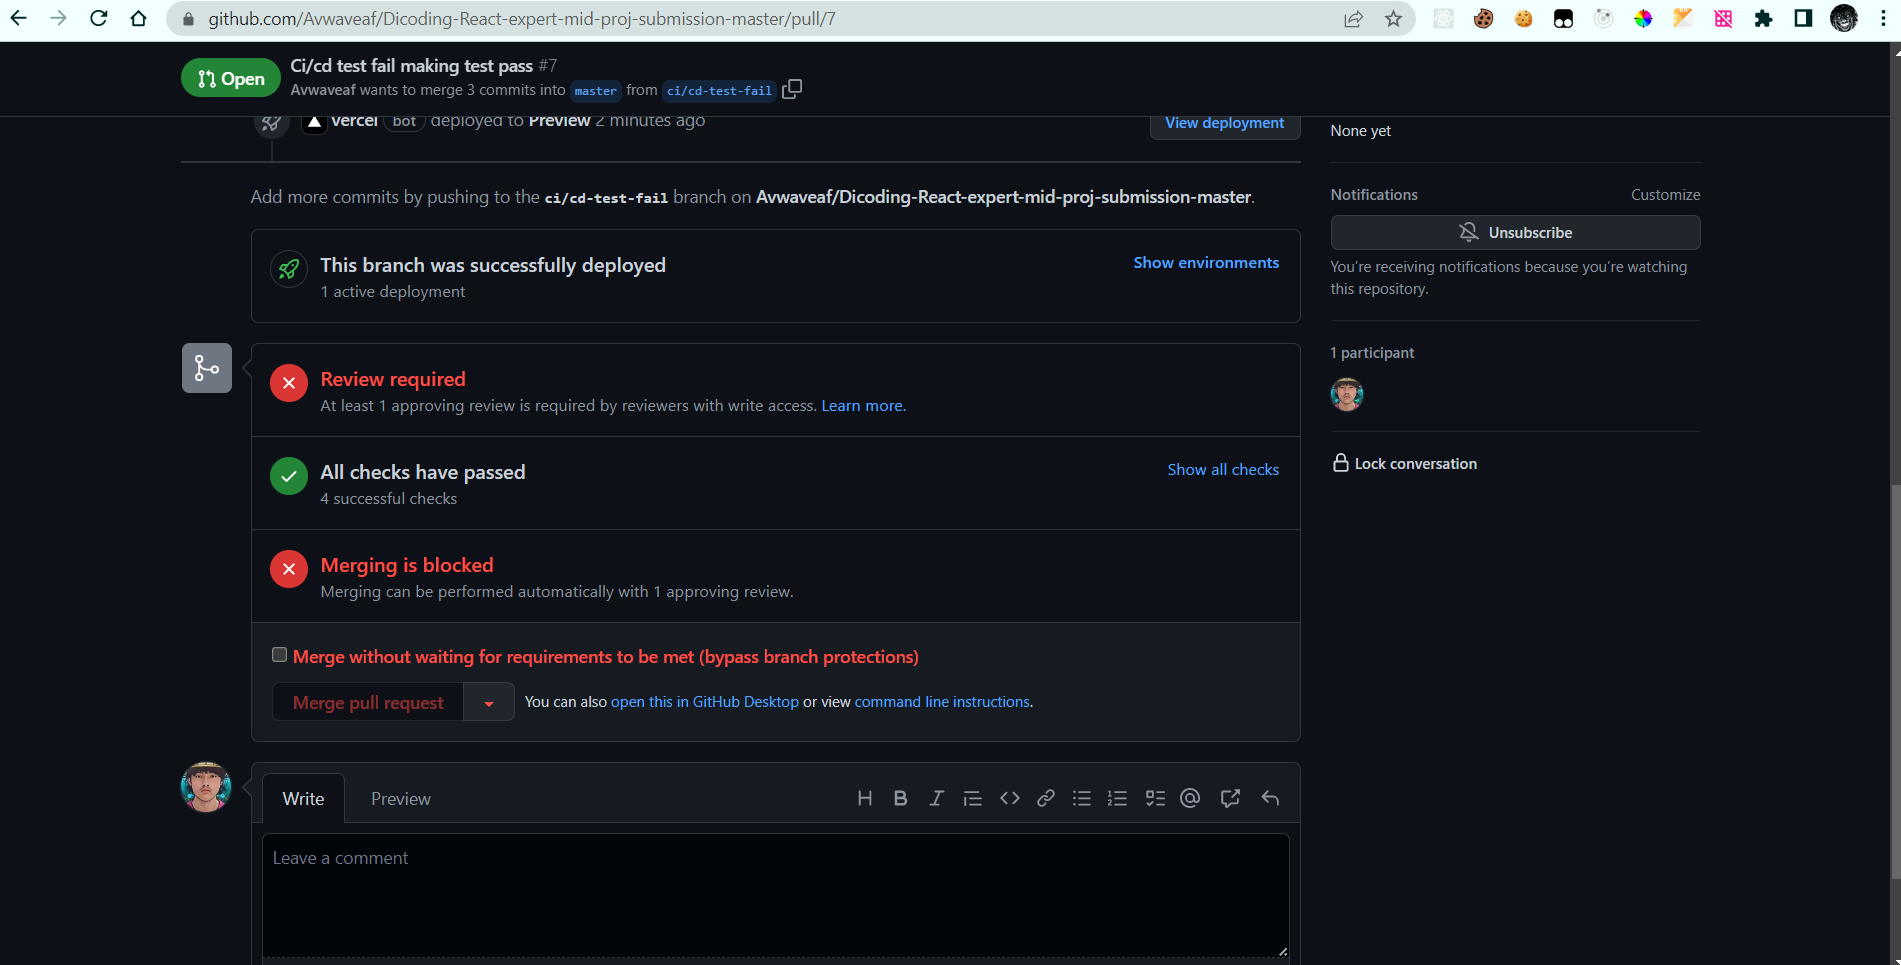 github.com/Avwaveaf/Dicoding-React-expert-mid-proj-submission-master/pull/7
Open
Ci/cd test fail making test pass #7
Avwaveaf wants to merge 3 commits into master from ci/cd-test-fail
vercel bot deployed to Preview 2 minutes ago
View deployment
None yet
Add more commits by pushing to the ci/cd-test-fail branch on Avwaveaf/Dicoding-React-expert-mid-proj-submission-master.
Notifications
Customize
Unsubscribe
You're receiving notifications because you're watching
this repository.
This branch was successfully deployed
1 active deployment
Show environments
1 participant
Review required
At least 1 approving review is required by reviewers with write access. Learn more.
Lock conversation
All checks have passed
4 successful checks
Show all checks
Merging is blocked
Merging can be performed automatically with 1 approving review.
Merge without waiting for requirements to be met (bypass branch protections)
Merge pull request
You can also open this in GitHub Desktop or view command line instructions.
Write
Preview
Leave a comment